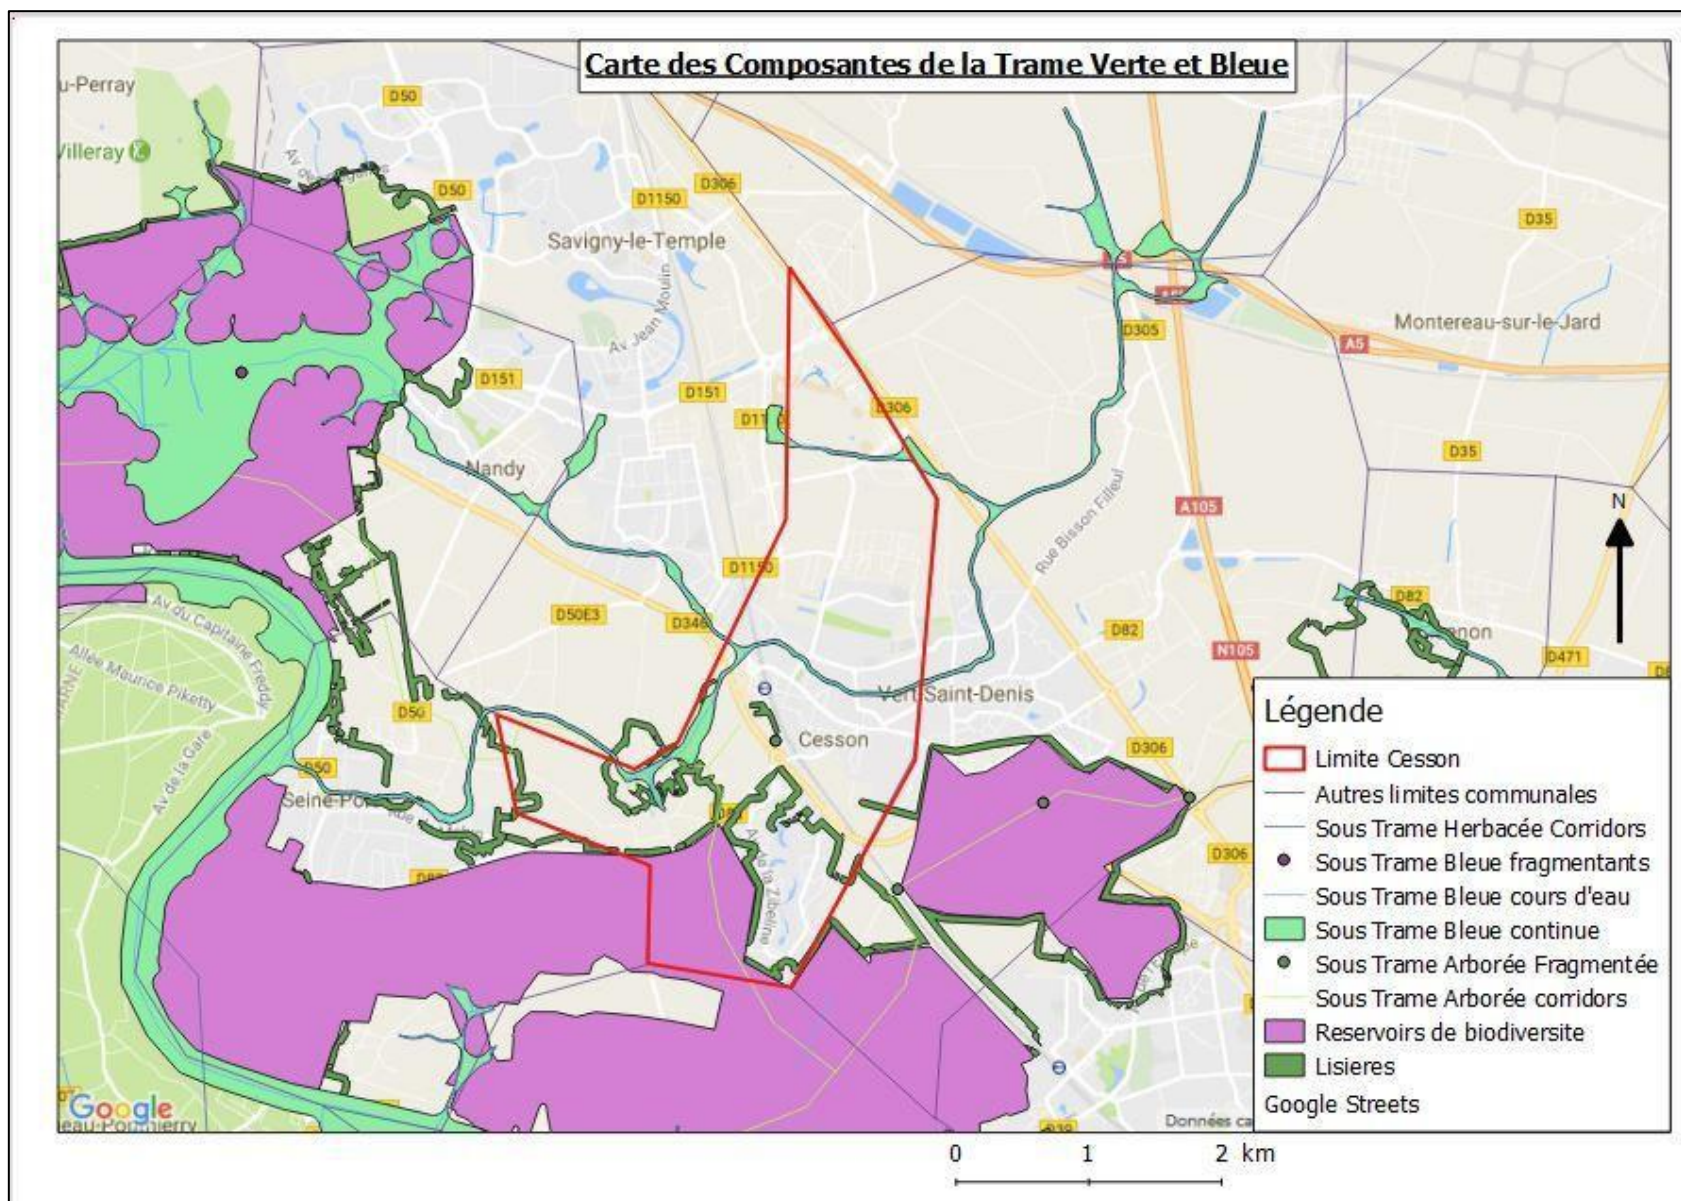 Carte des Composantes de la Trame Verte et Bleue
u-Perray
D50
Villeray
D50
D306
D1150
D35
Savigny-le-Temple
Av Jean Moulin
Montereau-sur-le-Jard
D305
A5
D151
D151
D306
D35
Nandy
Rue Bisson Filleul
A105
N
D1150
D82
D50E3
D346
D82
Av du Capitaine Freddy
Allée Maurice Piketty
N105
D471
Vert-Saint-Denis
D50
Cesson
D306
Av de la Gare
D50
D306
Av de la Zibeline
Google
Données ca
Légende
Limite Cesson
Autres limites communales
Sous Trame Herbacée Corridors
Sous Trame Bleue fragmentants
Sous Trame Bleue cours d'eau
Sous Trame Bleue continue
Sous Trame Arborée Fragmentée
Sous Trame Arborée corridors
Reservoirs de biodiversite
Lisieres
Google Streets
0 1 2 km